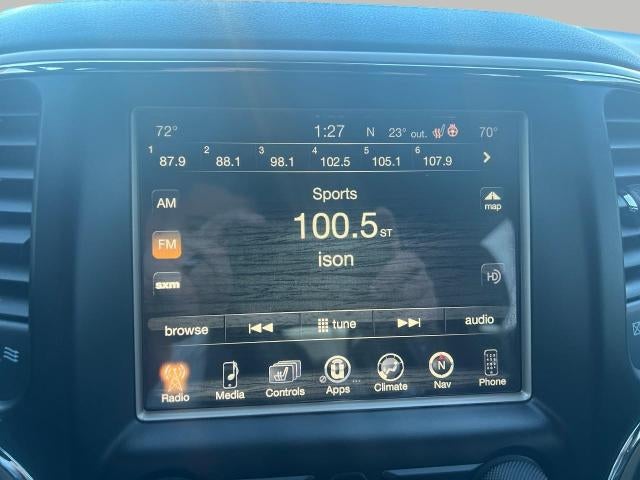 72° 1:27 N 23° out. 70°
1 87.9 2 88.1 3 98.1 4 102.5 5 105.1 6 107.9
Sports
AM
map
100.5 ST
FM
ison
sxm
HD
browse tune audio
Radio Media Controls Apps ... Climate N Nav Phone